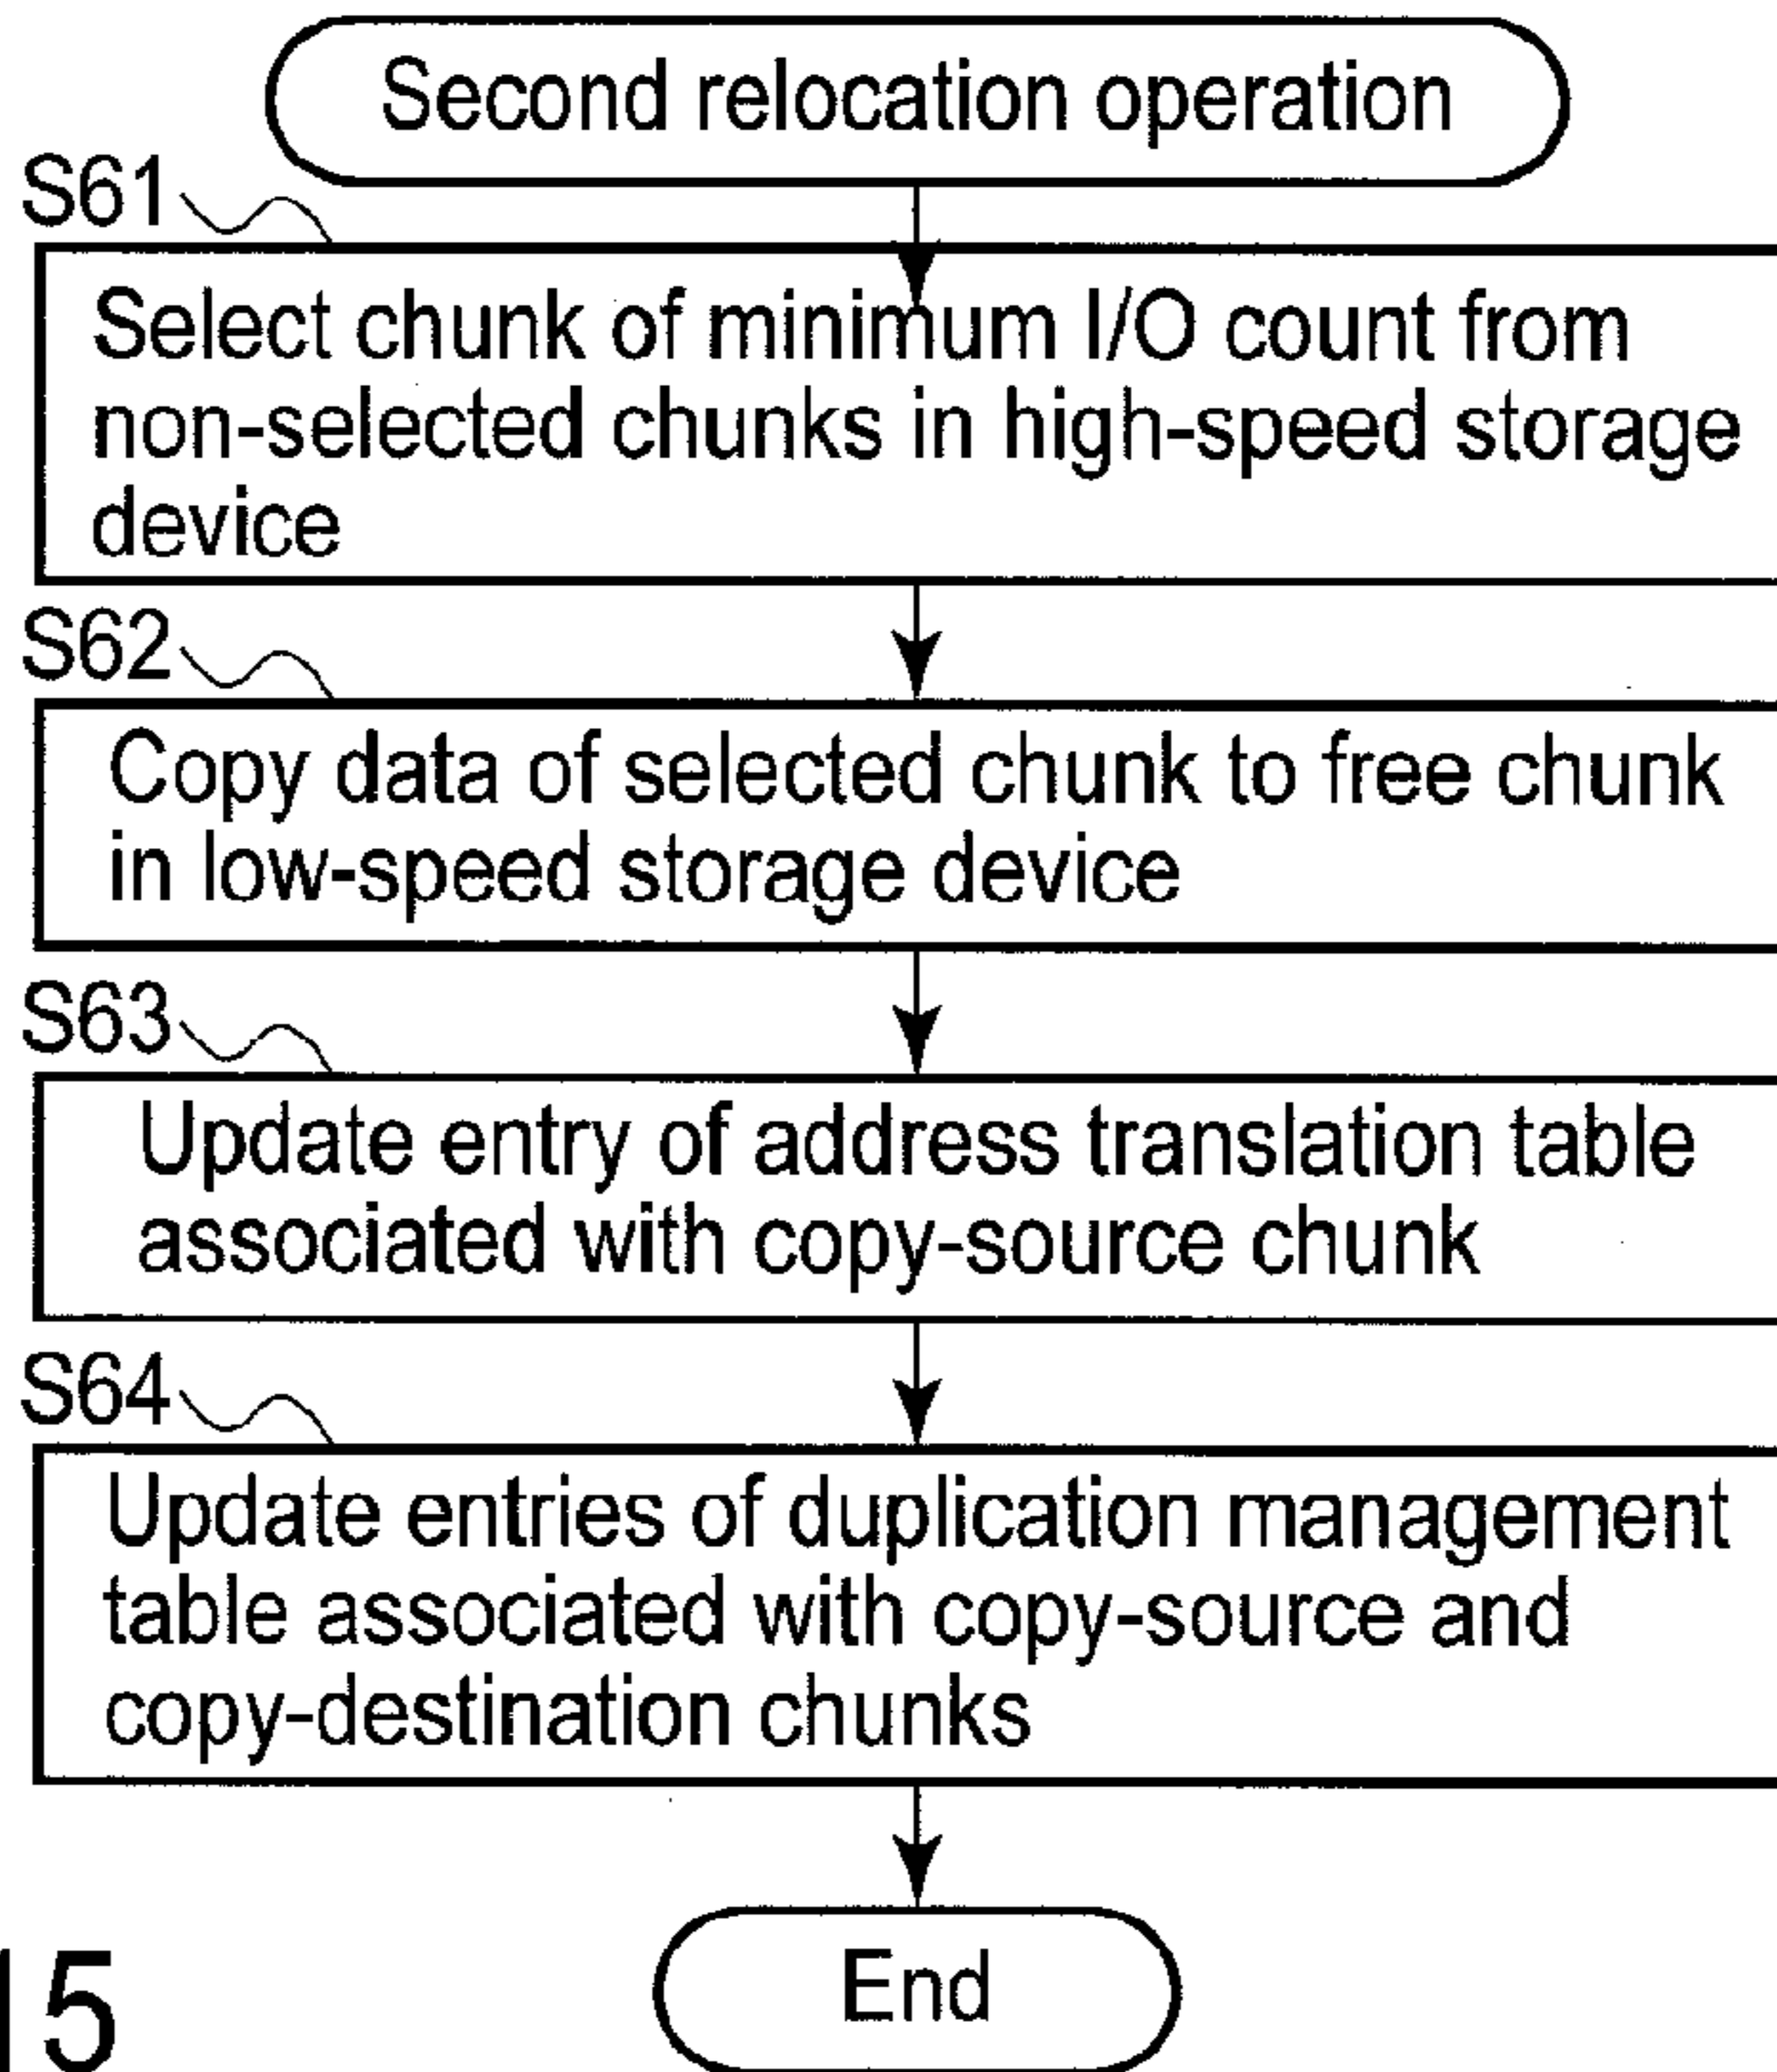 Second relocation operation
S61
Select chunk of minimum I/O count from
non-selected chunks in high-speed storage
device
S62
Copy data of selected chunk to free chunk
in low-speed storage device
S63
Update entry of address translation table
associated with copy-source chunk
S64
Update entries of duplication management
table associated with copy-source and
copy-destination chunks
End
15